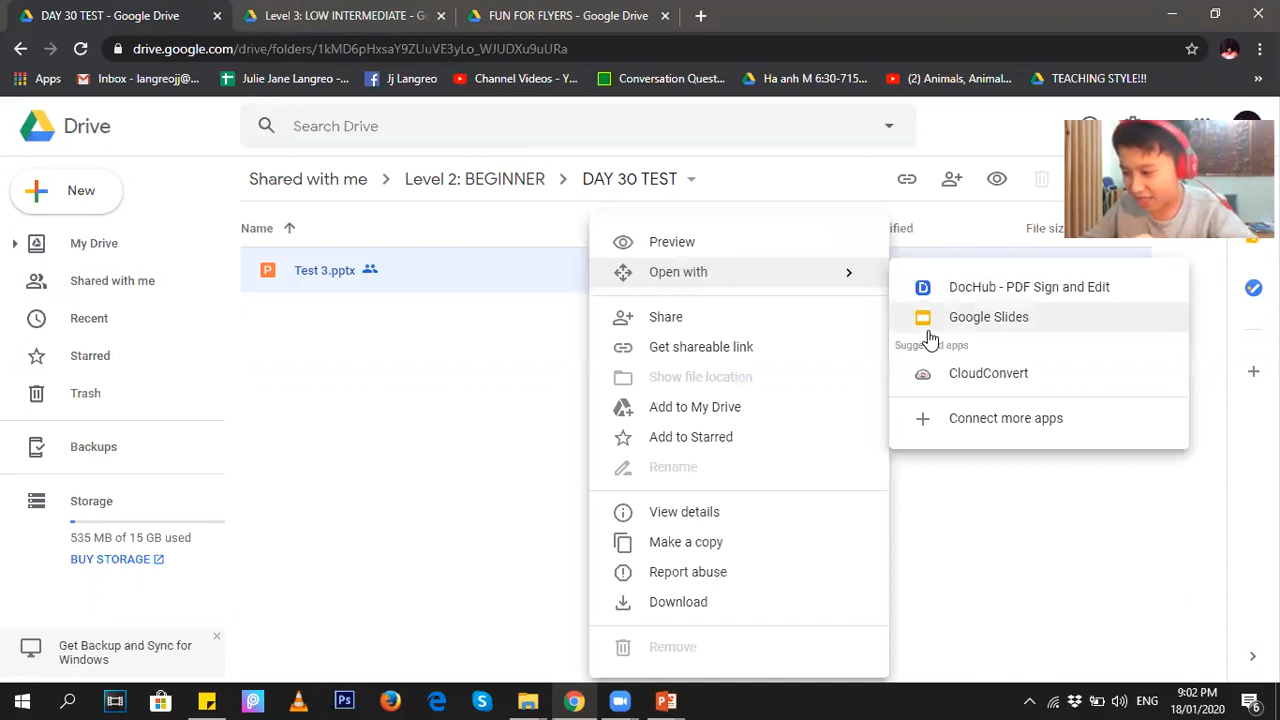 DAY 30 TEST - Google Drive
Level 3: LOW INTERMEDIATE - G
FUN FOR FLYERS - Google Drive
drive.google.com/drive/folders/1kMD6pHxsaY9ZUuVE3yLo_WJUDXu9uURa
Apps
Inbox - langreojj@...
Julie Jane Langreo...
Jj Langreo
Channel Videos - Y...
Conversation Quest...
Ha anh M 6:30-715...
(2) Animals, Animal...
TEACHING STYLE!!!
Drive
Search Drive
New
Shared with me > Level 2: BEGINNER > DAY 30 TEST
Name
ified
File si
My Drive
Shared with me
Recent
Starred
Trash
Backups
Storage
535 MB of 15 GB used
BUY STORAGE
Get Backup and Sync for
Windows
Test 3.pptx
Preview
Open with
Share
Get shareable link
Show file location
Add to My Drive
Add to Starred
Rename
View details
Make a copy
Report abuse
Download
Remove
DocHub - PDF Sign and Edit
Google Slides
apps
CloudConvert
Connect more apps
ENG
9:02 PM
18/01/2020
6